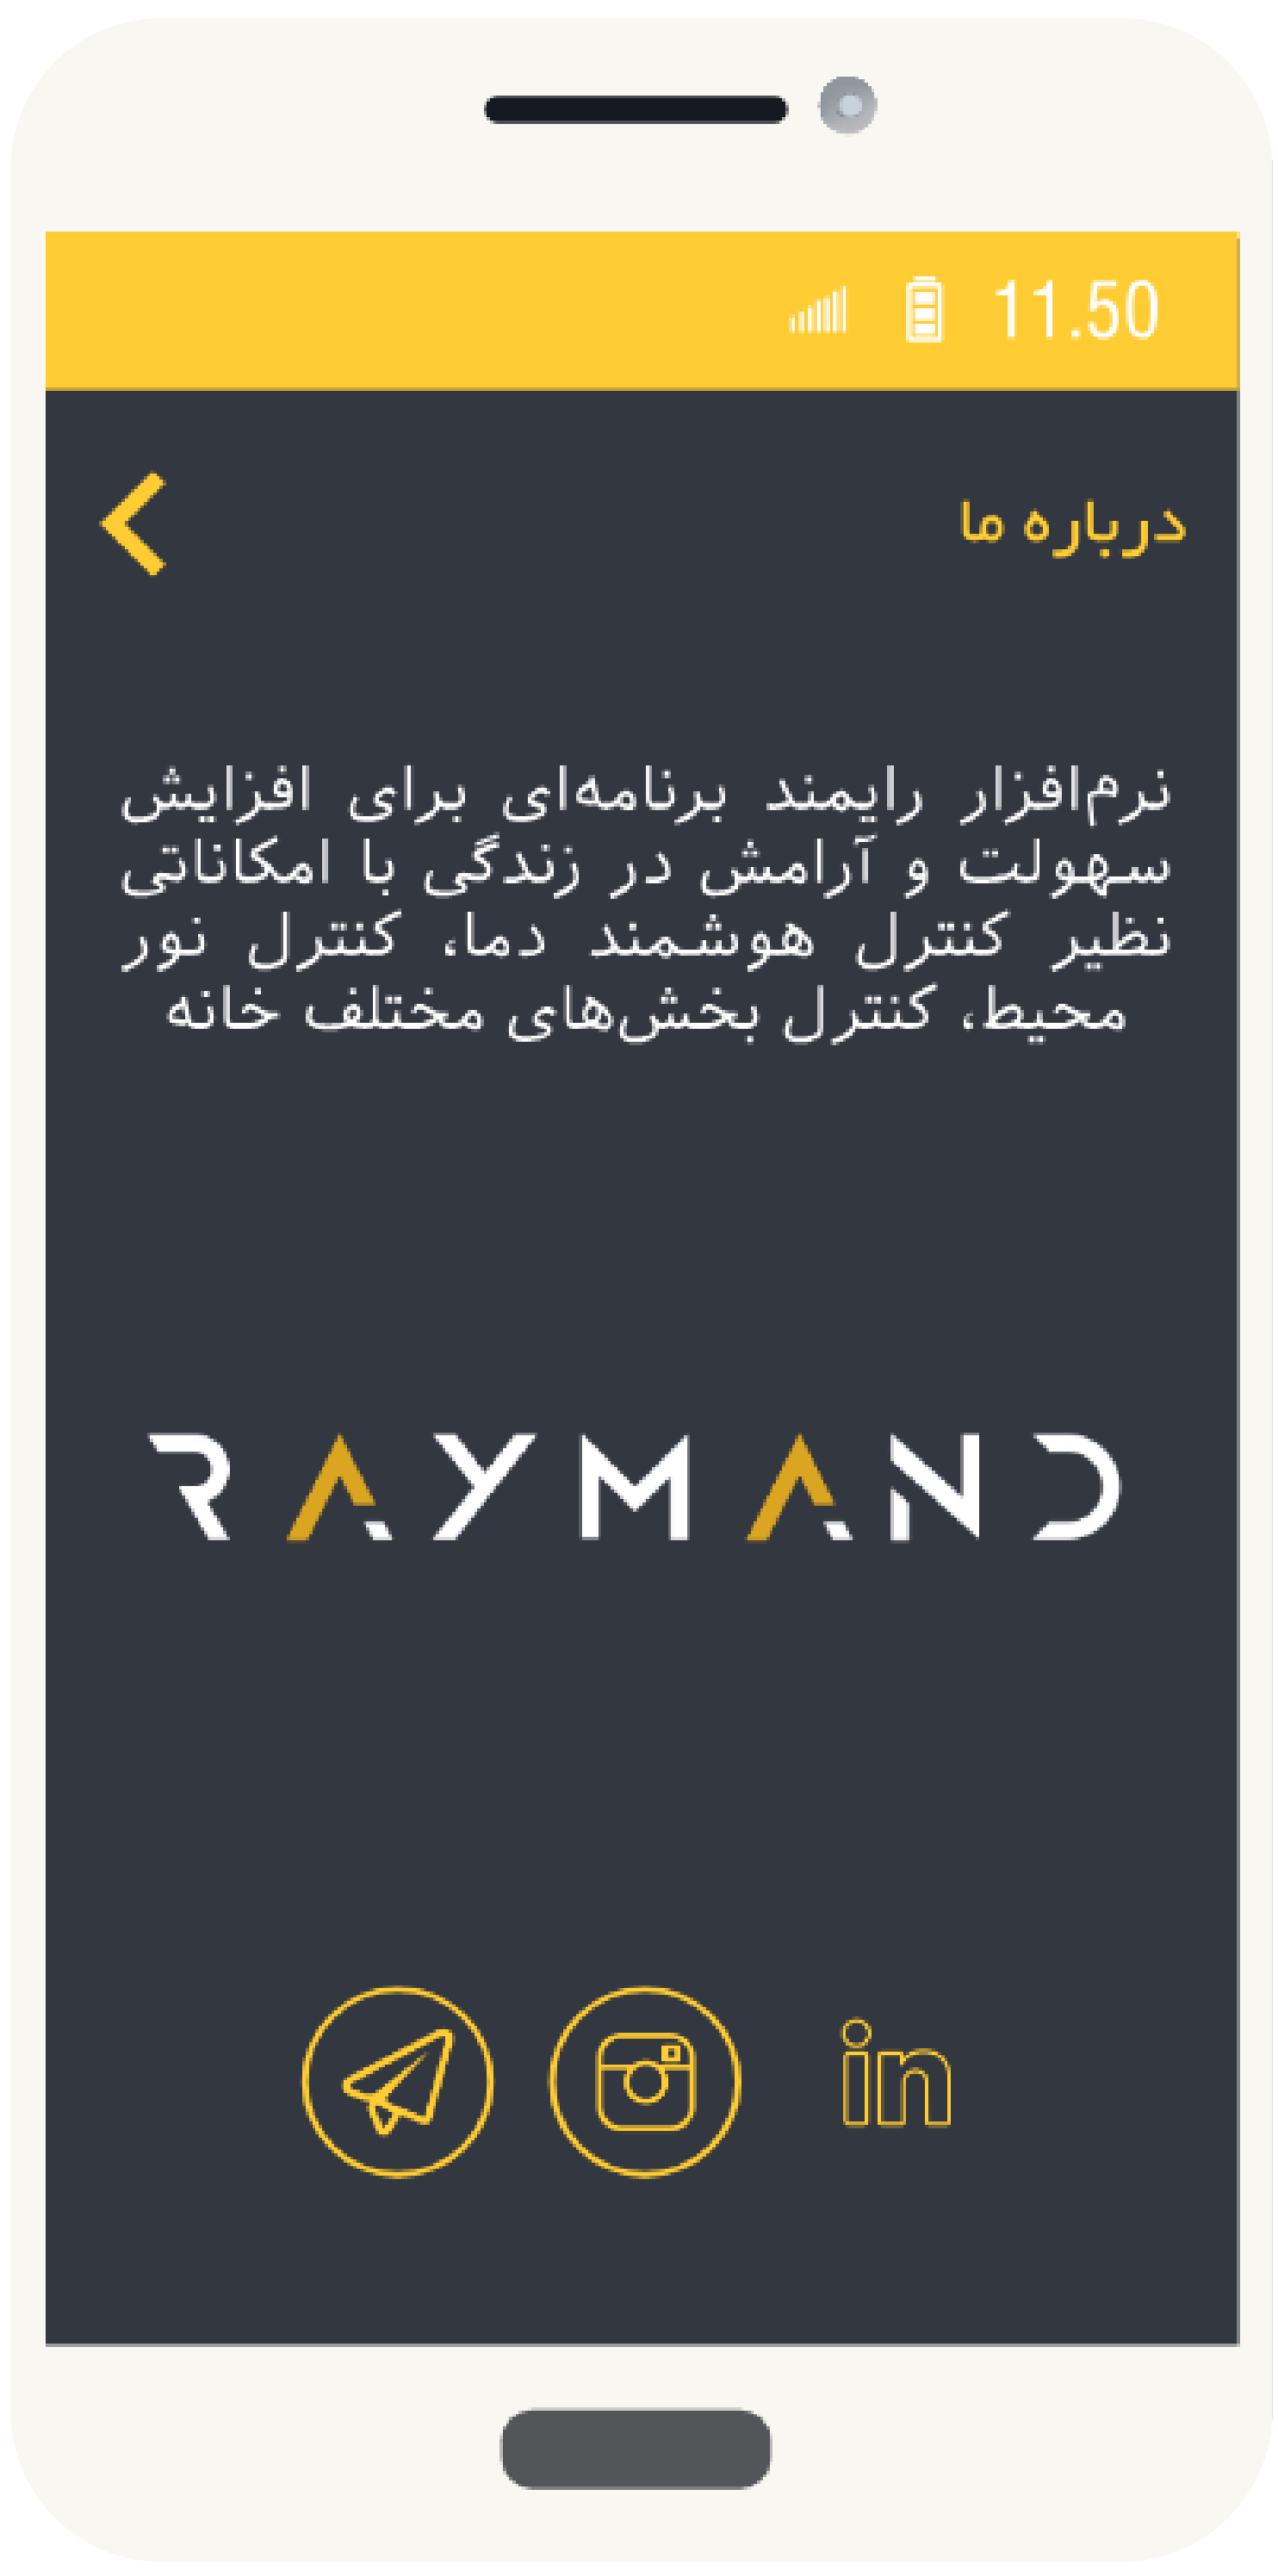 11.50
درباره ما
نرم‌افزار رایمند برنامه‌ای برای افزایش
سهولت و آرامش در زندگی با امکاناتی
نظیر کنترل هوشمند دما، کنترل نور
محیط، کنترل بخش‌های مختلف خانه
RAYMAND
in